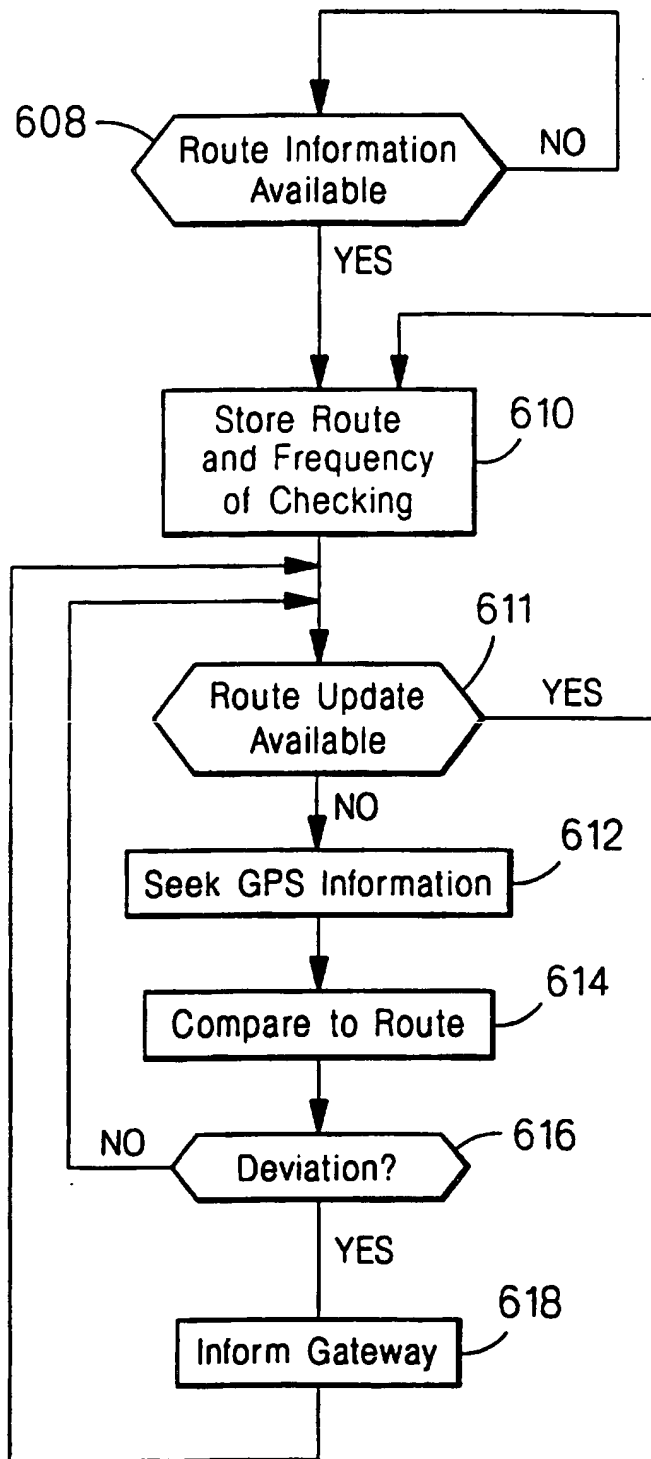 608
Route Information
Available
NO
YES
Store Route
and Frequency
of Checking
610
611
Route Update
Available
YES
NO
612
Seek GPS Information
614
Compare to Route
NO
616
Deviation?
YES
618
Inform Gateway